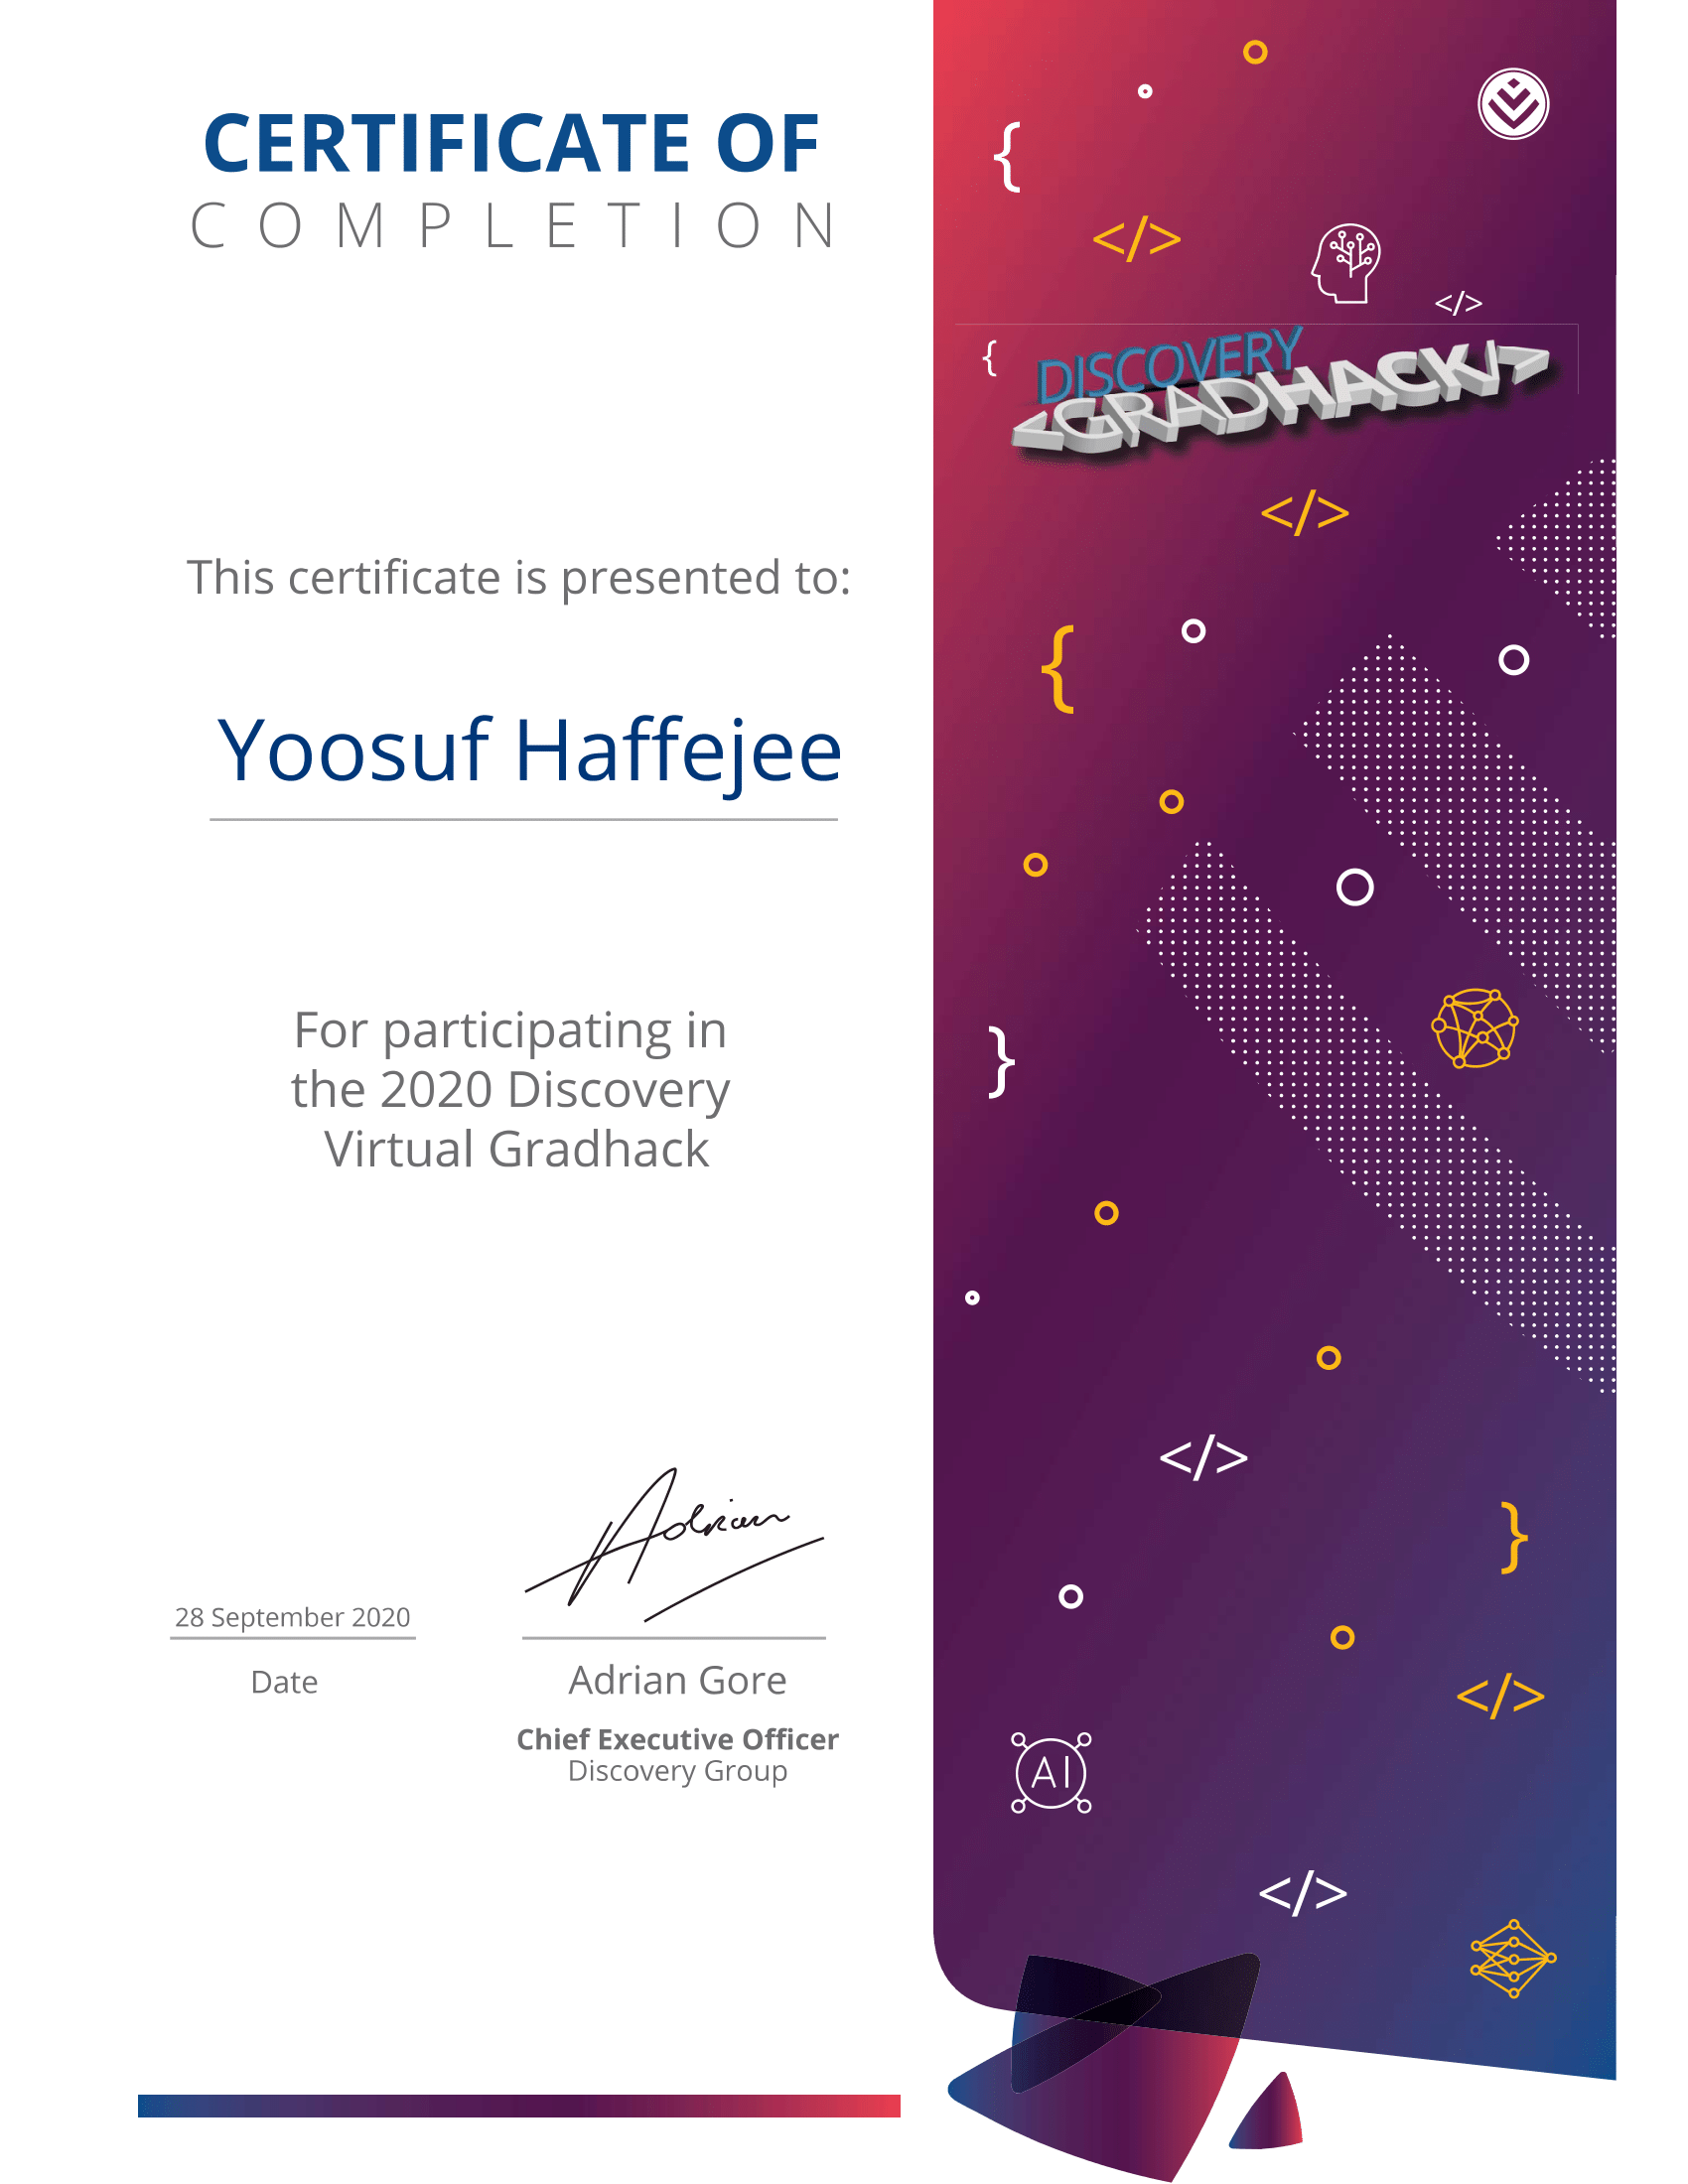 CERTIFICATE OF
COMPLETION
This certificate is presented to:
Yoosuf Haffejee
For participating in
the 2020 Discovery
Virtual Gradhack
Adrian
28 September 2020
Date
Adrian Gore
Chief Executive Officer
Discovery Group
{
</>
</>
{
DISCOVERY
<GRADHACK/>
</>
{
}
</>
}
</>
AI
</>